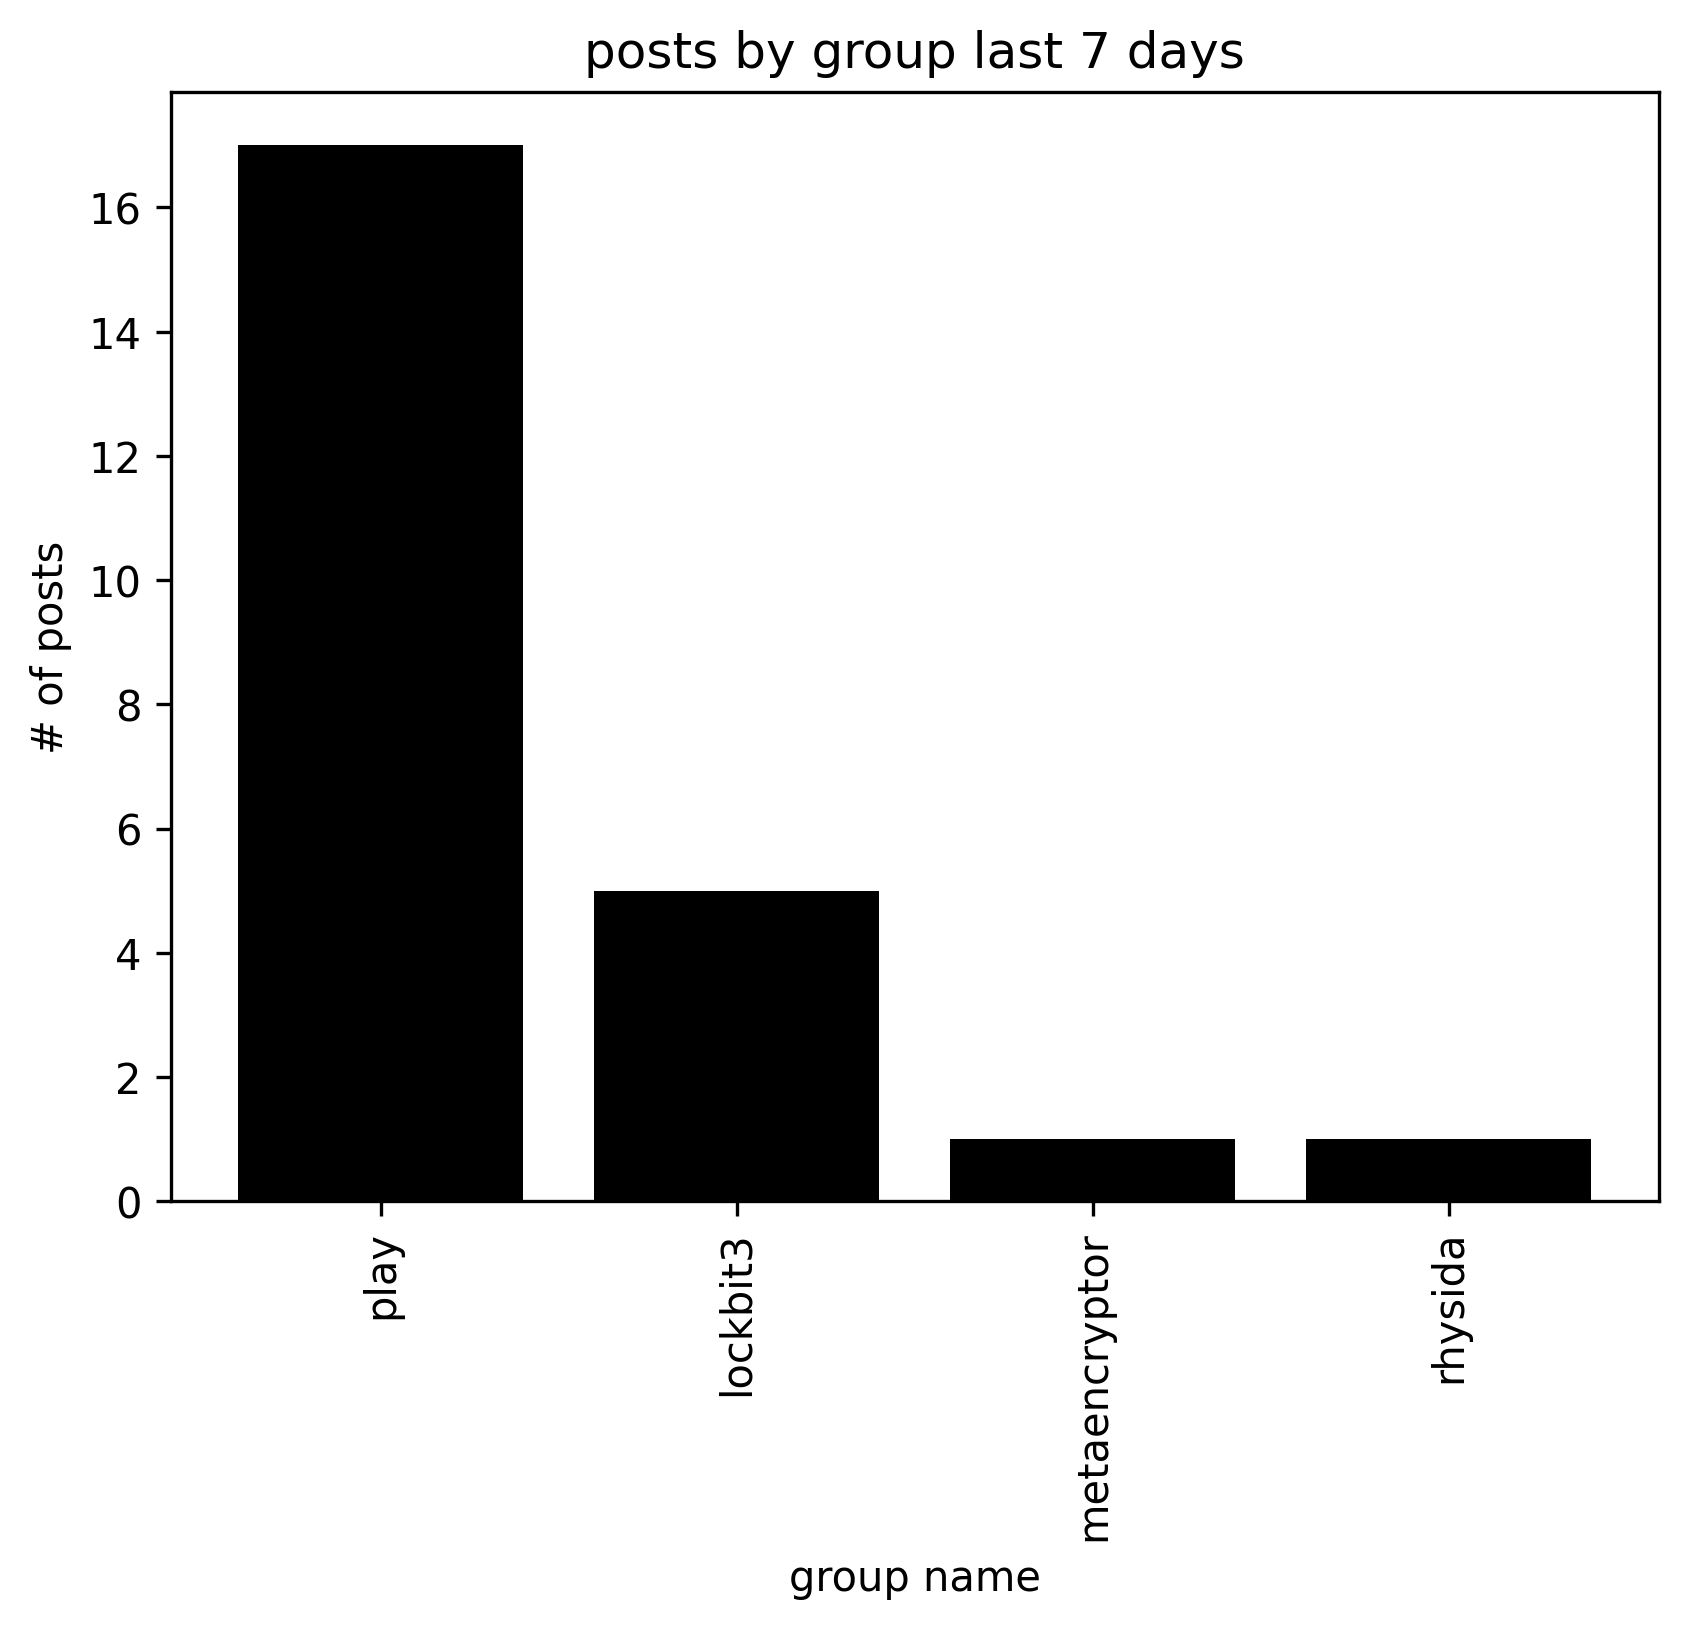 posts by group last 7 days
# of posts
16
14
12
10
8
6
4
2
0
play
lockbit3
metaencryptor
rhysida
group name